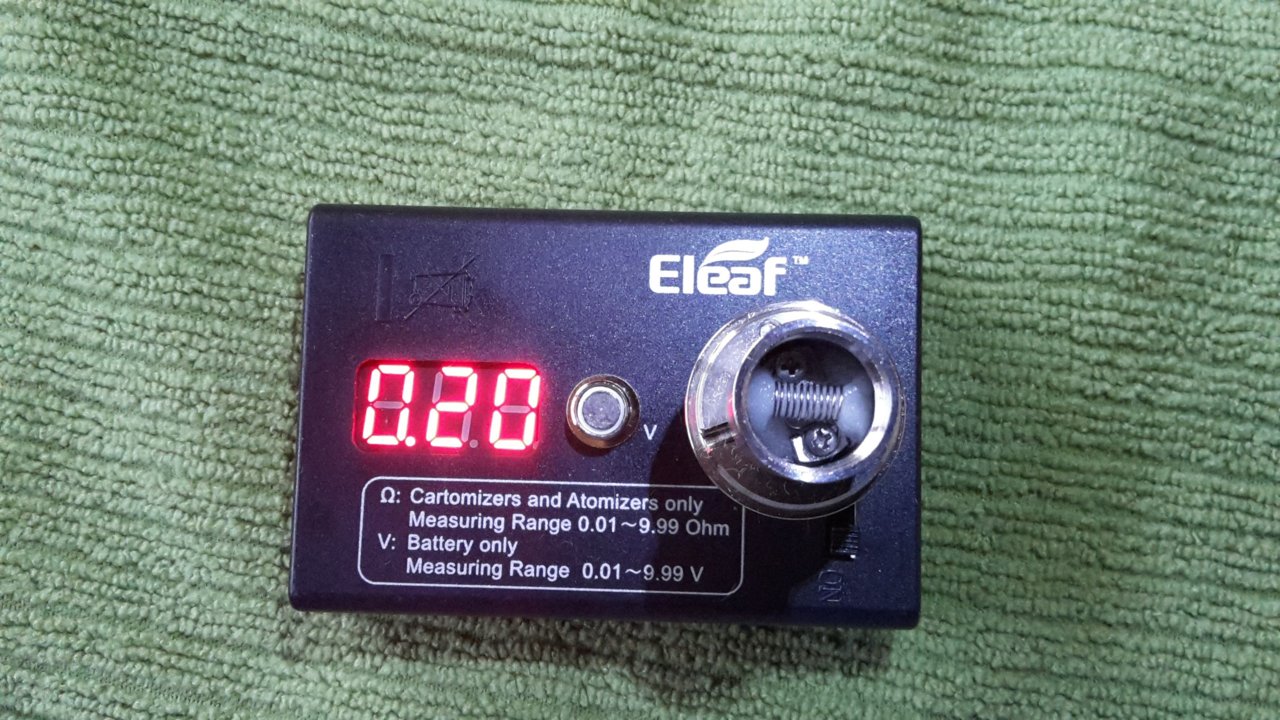 Eleaf™
0.20
V
Ω: Cartomizers and Atomizers only
Measuring Range 0.01~9.99 Ohm
V: Battery only
Measuring Range 0.01~9.99 V
ON